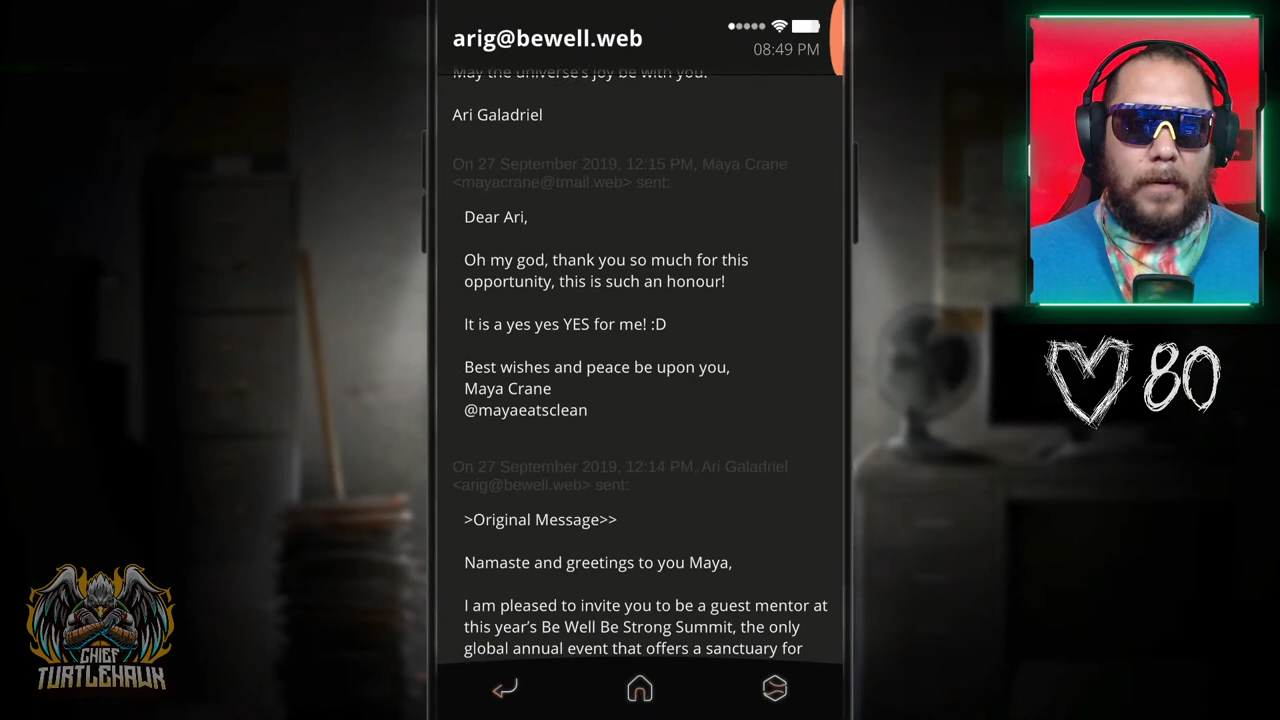 arig@bewell.web
08:49 PM
May the universe's joy be with you.
Ari Galadriel
On 27 September 2019, 12:15 PM, Maya Crane
<mayacrane@tmail.web> sent:
Dear Ari,
Oh my god, thank you so much for this
opportunity, this is such an honour!
It is a yes yes YES for me! :D
Best wishes and peace be upon you,
Maya Crane
@mayaeatsclean
On 27 September 2019, 12:14 PM, Ari Galadriel
<arig@bewell.web> sent:
>Original Message>>
Namaste and greetings to you Maya,
I am pleased to invite you to be a guest mentor at
this year's Be Well Be Strong Summit, the only
global annual event that offers a sanctuary for
80
CHIEF
TURTLEHAWK